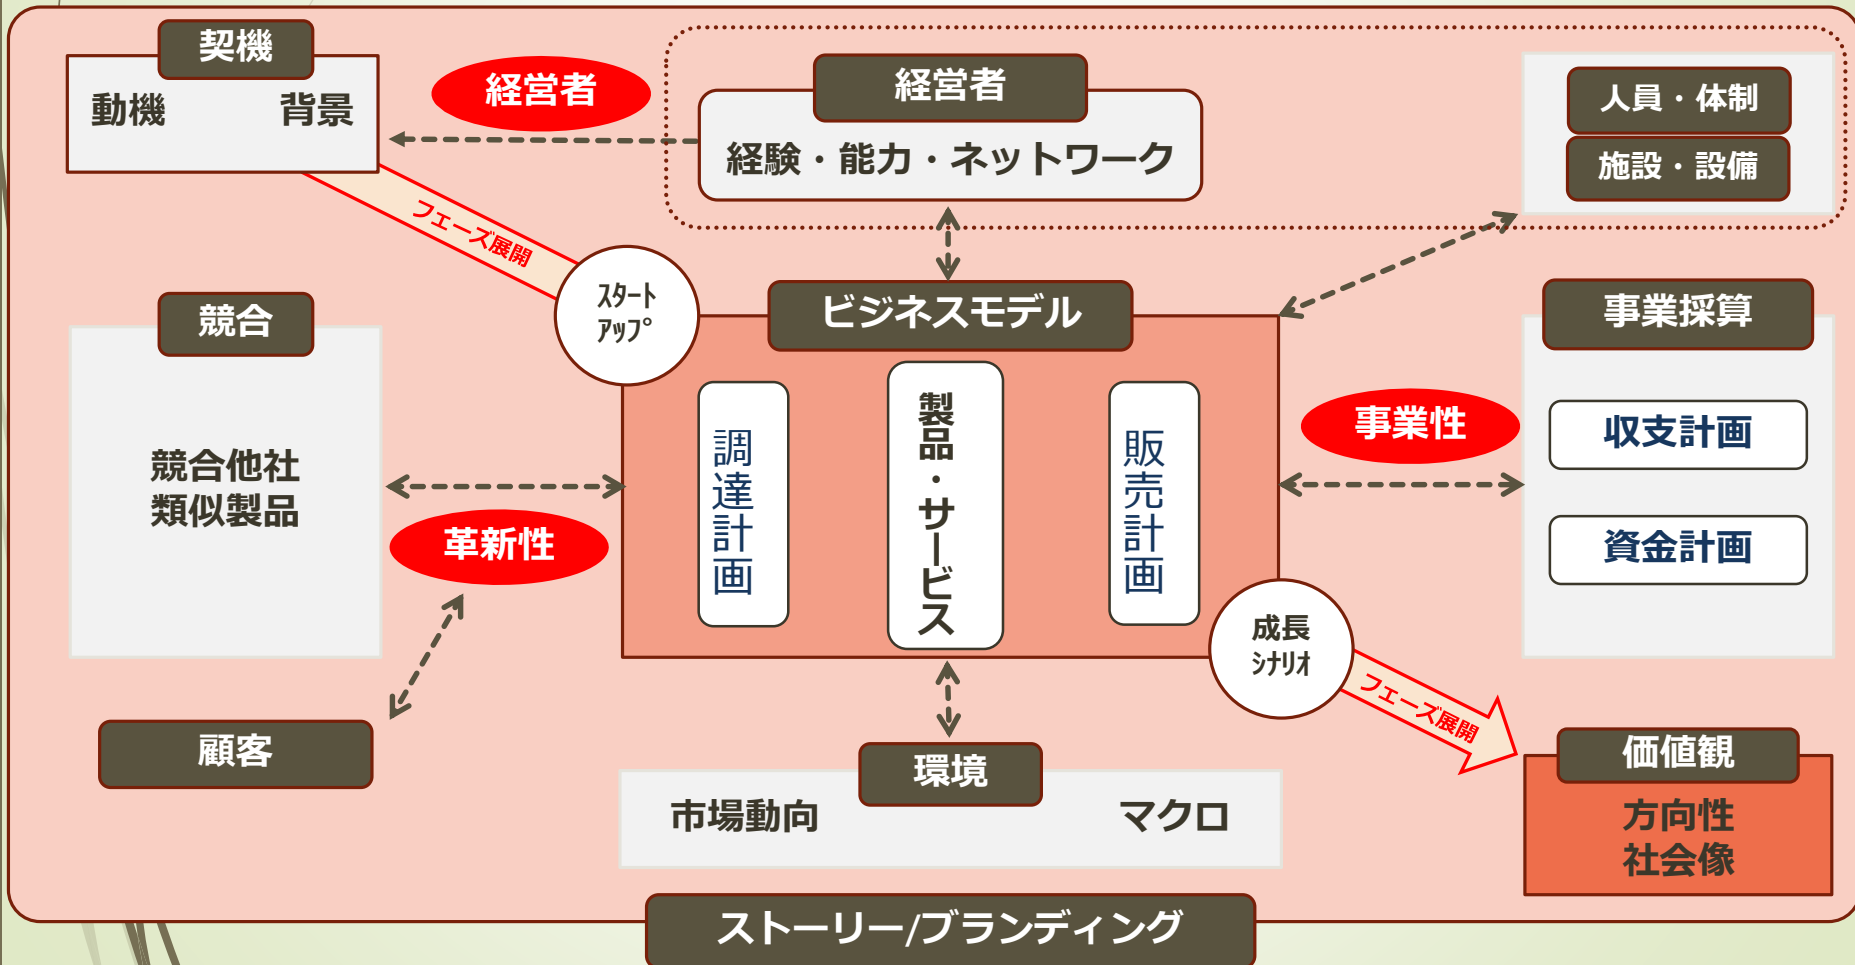 契機
動機
背景
経営者
経営者
経験・能力・ネットワーク
人員・体制
施設・設備
フェーズ展開
ｽﾀｰﾄ
ｱｯﾌﾟ
競合
競合他社
類似製品
革新性
顧客
ビジネスモデル
調達計画
製品・サービス
販売計画
事業性
事業採算
収支計画
資金計画
成長
ｼﾅﾘｵ
フェーズ展開
環境
市場動向
マクロ
価値観
方向性
社会像
ストーリー/ブランディング